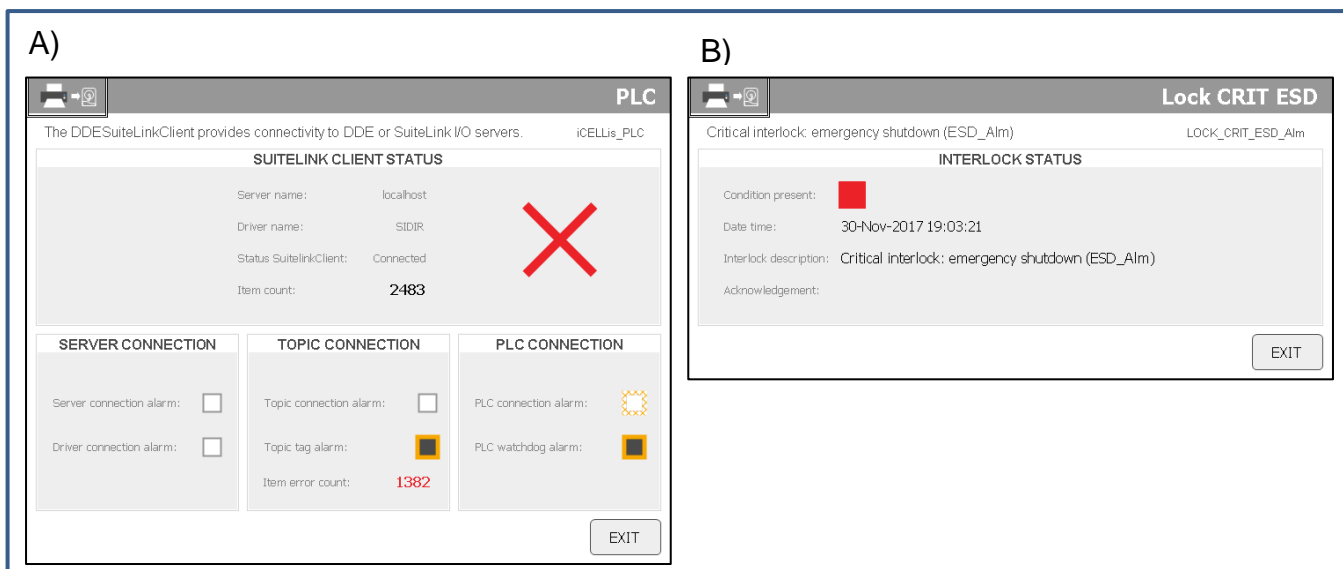 A)
PLC
The DDESuiteLinkClient provides connectivity to DDE or SuiteLink I/O servers. iCELLis_PLC
SUITELINK CLIENT STATUS
Server name: localhost
Driver name: SIDIR
Status SuitelinkClient: Connected
Item count: 2483
SERVER CONNECTION
Server connection alarm:
Driver connection alarm:
TOPIC CONNECTION
Topic connection alarm:
Topic tag alarm:
Item error count: 1382
PLC CONNECTION
PLC connection alarm:
PLC watchdog alarm:
EXIT
B)
Lock CRIT ESD
Critical interlock: emergency shutdown (ESD_Alm) LOCK_CRIT_ESD_Alm
INTERLOCK STATUS
Condition present:
Date time: 30-Nov-2017 19:03:21
Interlock description: Critical interlock: emergency shutdown (ESD_Alm)
Acknowledgement:
EXIT